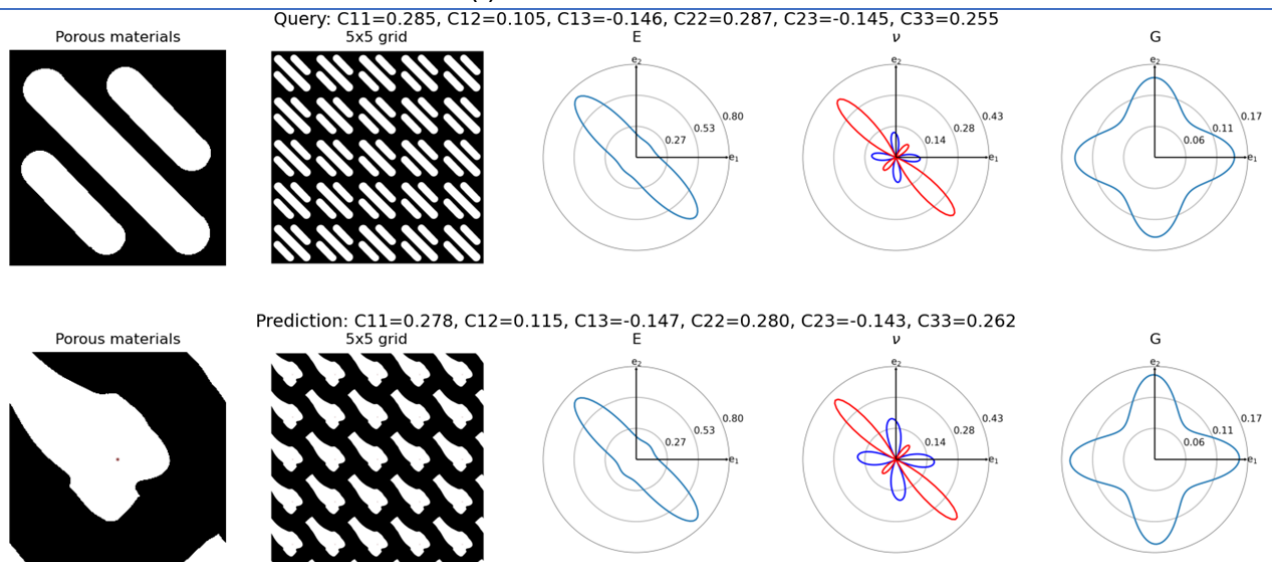 Query: C11=0.285, C12=0.105, C13=-0.146, C22=0.287, C23=-0.145, C33=0.255
Porous materials 5x5 grid E ν G
e₂ e₂ e₂
0.80 0.43 0.17
0.53 0.28 0.11
0.27 0.14 0.06
e₁ e₁ e₁
Prediction: C11=0.278, C12=0.115, C13=-0.147, C22=0.280, C23=-0.143, C33=0.262
Porous materials 5x5 grid E ν G
e₂ e₂ e₂
0.80 0.43 0.17
0.53 0.28 0.11
0.27 0.14 0.06
e₁ e₁ e₁